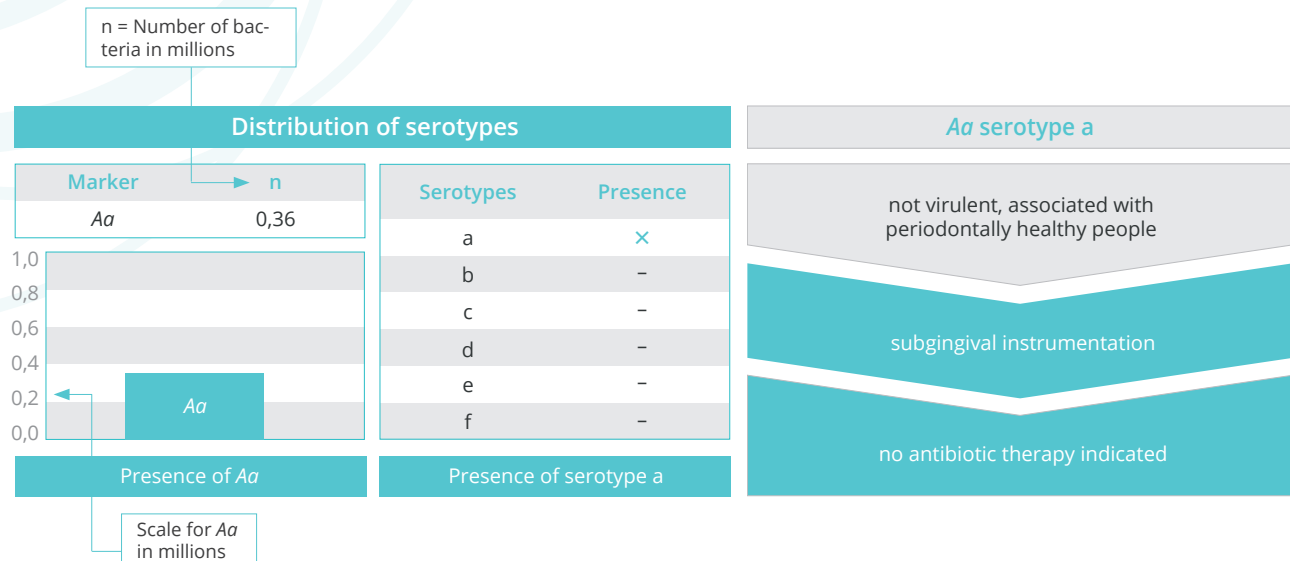 n = Number of bac-
teria in millions
Distribution of serotypes
Marker n
Aa 0,36
1,0
0,8
0,6
0,4
0,2
0,0
Aa
Presence of Aa
Scale for Aa
in millions
Serotypes Presence
a ×
b –
c –
d –
e –
f –
Presence of serotype a
Aa serotype a
not virulent, associated with
periodontally healthy people
subgingival instrumentation
no antibiotic therapy indicated